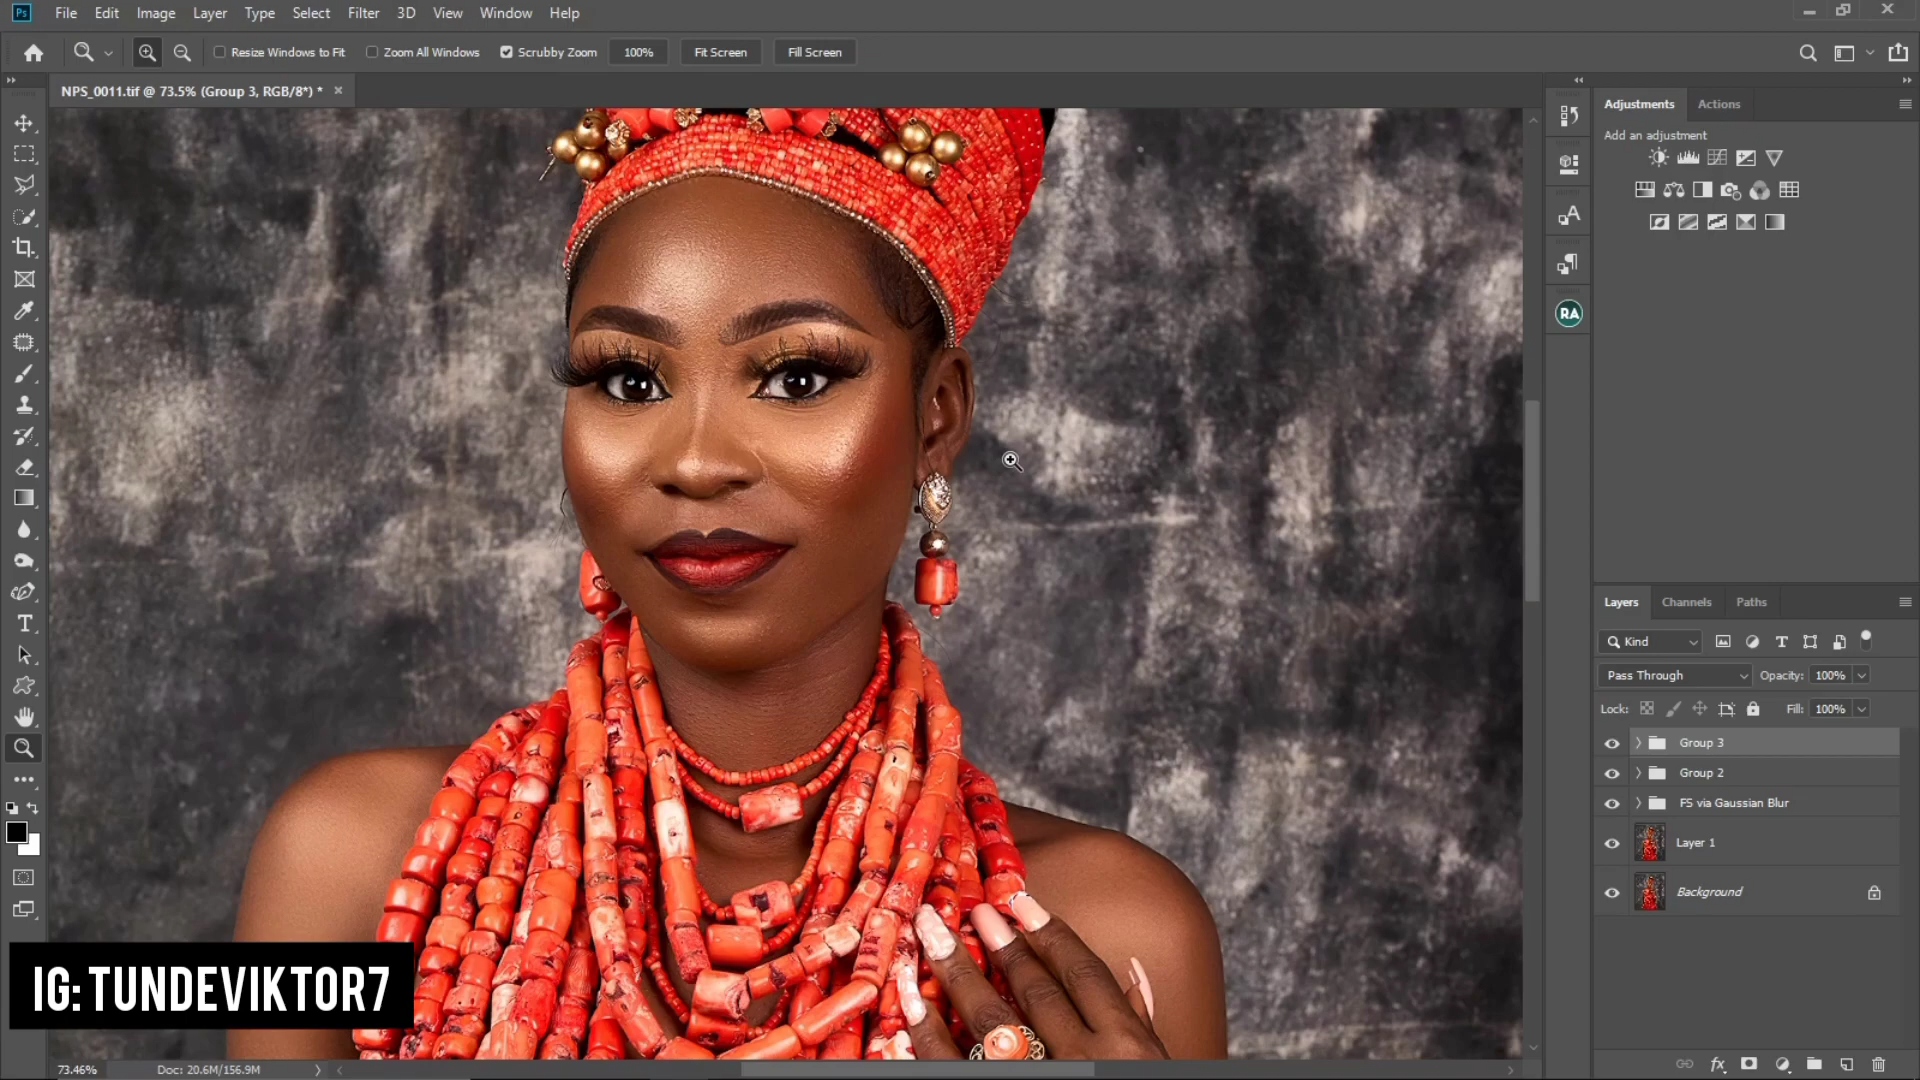 Ps File Edit Image Layer Type Select Filter 3D View Window Help
Resize Windows to Fit Zoom All Windows Scrubby Zoom 100% Fit Screen Fill Screen
NPS_0011.tif @ 73.5% (Group 3, RGB/8*) * ×
Adjustments Actions
Add an adjustment
A
RA
T
Layers Channels Paths
Kind
T
Pass Through Opacity: 100%
Lock: Fill: 100%
Group 3
Group 2
FS via Gaussian Blur
Layer 1
Background
fx
IG: TUNDEVIKTOR7
73.46% Doc: 20.6M/156.9M